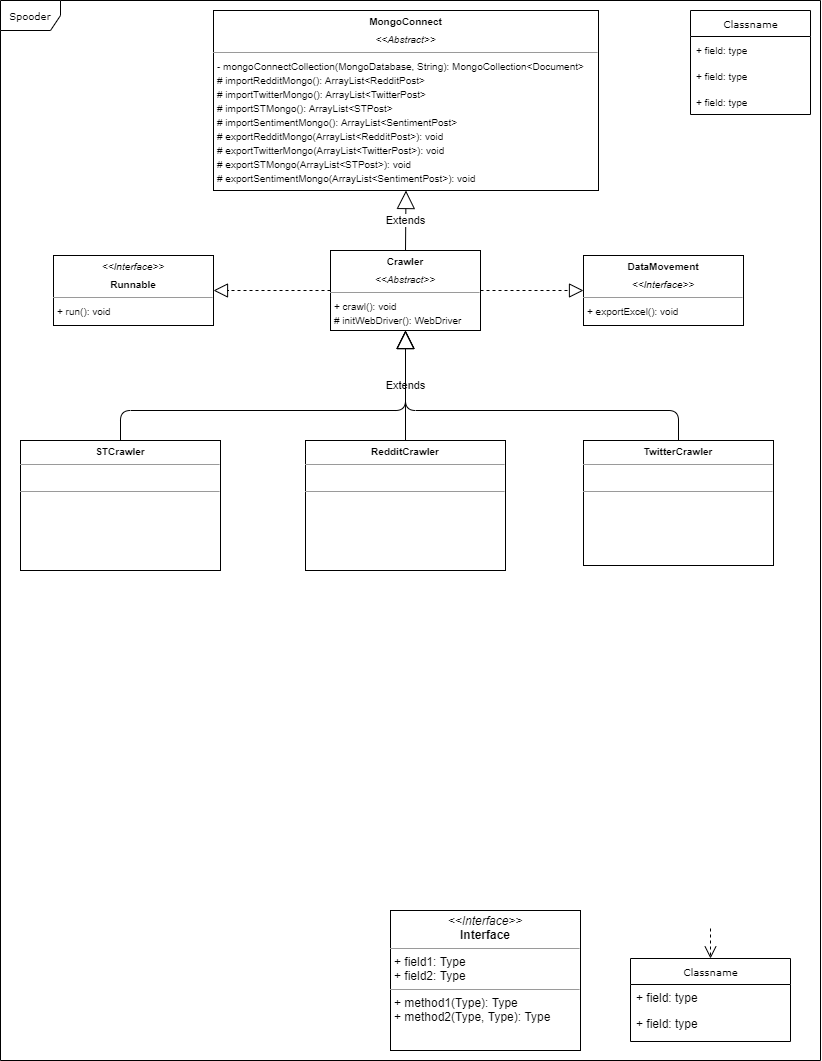 Spooder
MongoConnect
<<Abstract>>
- mongoConnectCollection(MongoDatabase, String): MongoCollection<Document>
# importRedditMongo(): ArrayList<RedditPost>
# importTwitterMongo(): ArrayList<TwitterPost>
# importSTMongo(): ArrayList<STPost>
# importSentimentMongo(): ArrayList<SentimentPost>
# exportRedditMongo(ArrayList<RedditPost>): void
# exportTwitterMongo(ArrayList<TwitterPost>): void
# exportSTMongo(ArrayList<STPost>): void
# exportSentimentMongo(ArrayList<SentimentPost>): void
Classname
+ field: type
+ field: type
+ field: type
Extends
<<Interface>>
Runnable
+ run(): void
Crawler
<<Abstract>>
+ crawl(): void
# initWebDriver(): WebDriver
DataMovement
<<Interface>>
+ exportExcel(): void
Extends
STCrawler
RedditCrawler
TwitterCrawler
<<Interface>>
Interface
+ field1: Type
+ field2: Type
+ method1(Type): Type
+ method2(Type, Type): Type
Classname
+ field: type
+ field: type